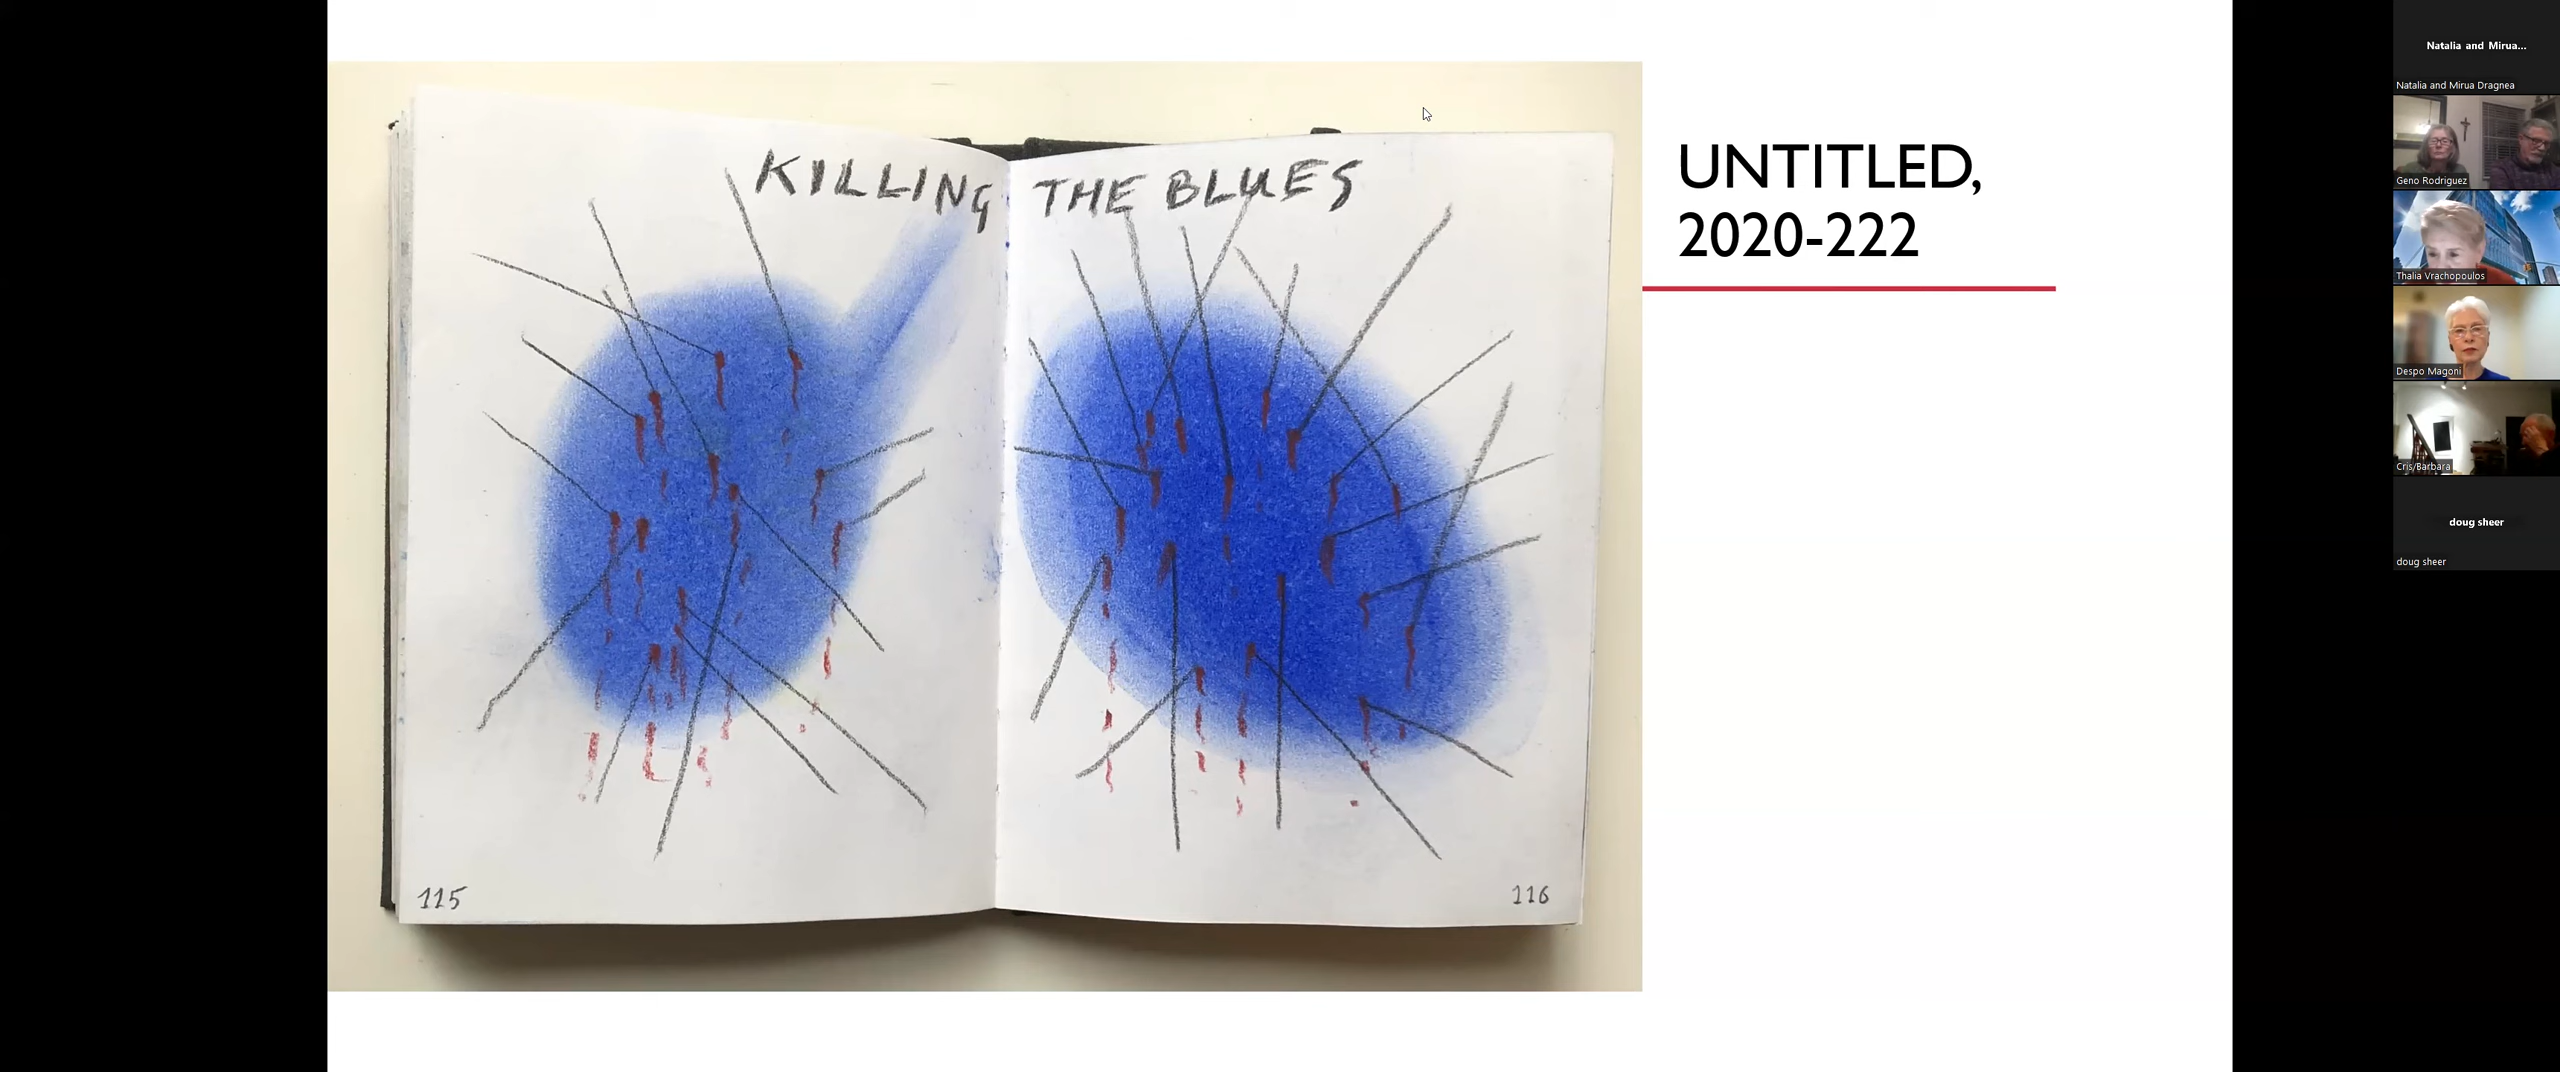 KILLING THE BLUES
115
116
UNTITLED,
2020-222
Natalia and Mirua...
Natalia and Mirua Dragnea
Geno Rodriguez
Thalia Vrachopoulos
Despo Magoni
Cris/Barbara
doug sheer
doug sheer